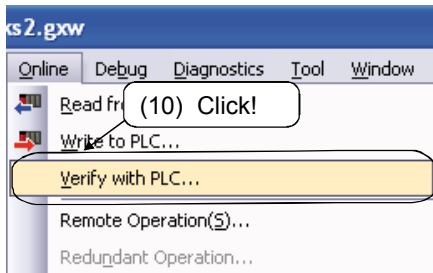 ks2.gxw
Online Debug Diagnostics Tool Window
Read fr
(10) Click!
Write to PLC...
Verify with PLC...
Remote Operation(S)...
Redundant Operation...